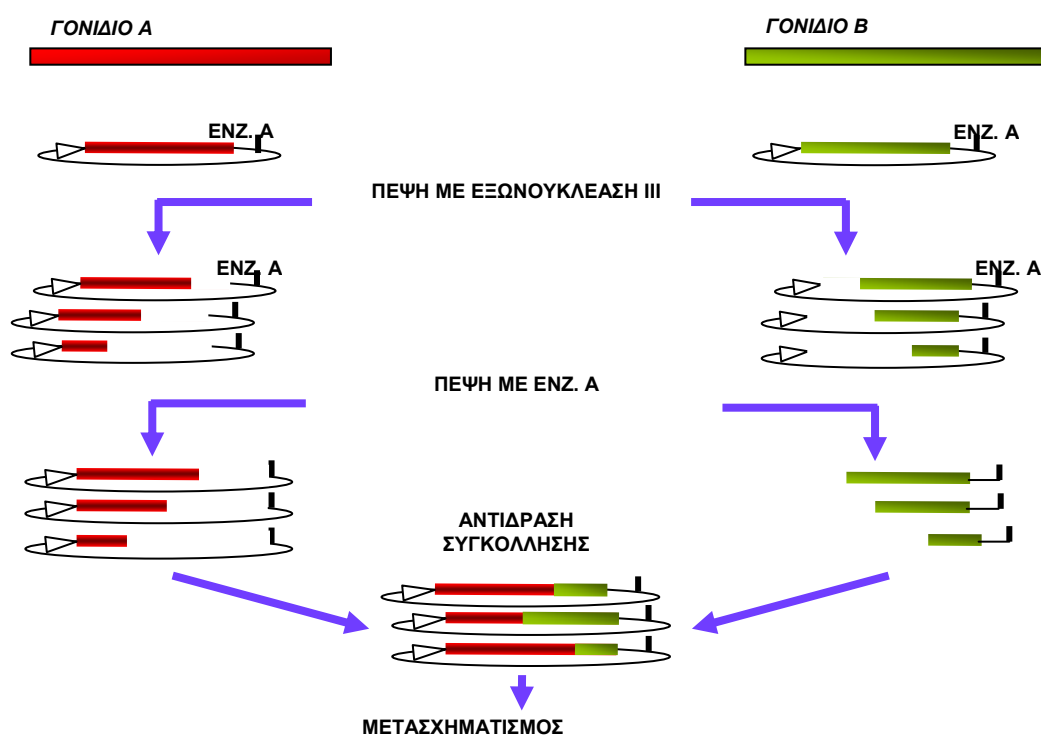 ΓΟΝΙΔΙΟ Α
ΓΟΝΙΔΙΟ Β
ΕΝΖ. Α
ΕΝΖ. Α
ΠΕΨΗ ΜΕ ΕΞΩΝΟΥΚΛΕΑΣΗ ΙΙΙ
ΕΝΖ. Α
ΕΝΖ. Α
ΠΕΨΗ ΜΕ ΕΝΖ. Α
ΑΝΤΙΔΡΑΣΗ
ΣΥΓΚΟΛΛΗΣΗΣ
ΜΕΤΑΣΧΗΜΑΤΙΣΜΟΣ